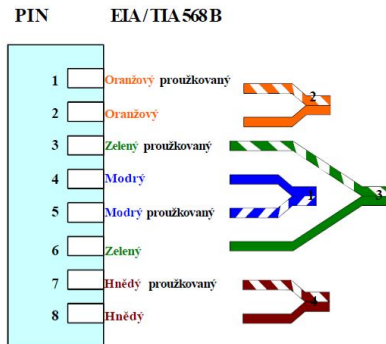 PIN EIA/TIA 568 B
1 Oranžový proužkovaný
2 Oranžový
2
3 Zelený proužkovaný
4 Modrý
5 Modrý proužkovaný
1
3
6 Zelený
7 Hnědý proužkovaný
8 Hnědý
4